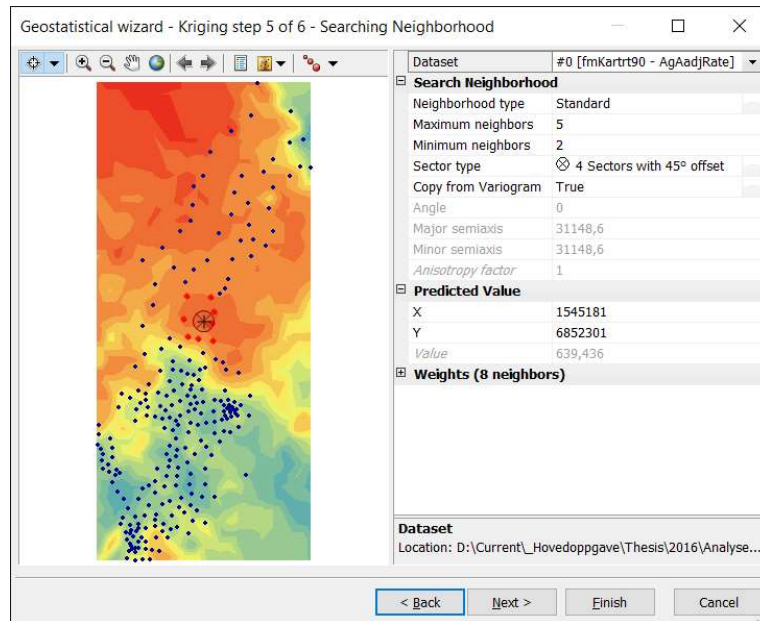 Geostatistical wizard - Kriging step 5 of 6 - Searching Neighborhood
Dataset #0 [fmKartrt90 - AgAdjRate]
Search Neighborhood
Neighborhood type Standard
Maximum neighbors 5
Minimum neighbors 2
Sector type 4 Sectors with 45º offset
Copy from Variogram True
Angle 0
Major semiaxis 31148,6
Minor semiaxis 31148,6
Anisotropy factor 1
Predicted Value
X 1545181
Y 6852301
Value 639,436
Weights (8 neighbors)
Dataset
Location: D:\Current\_Hovedoppgave\Thesis\2016\Analyse...
< Back Next > Finish Cancel